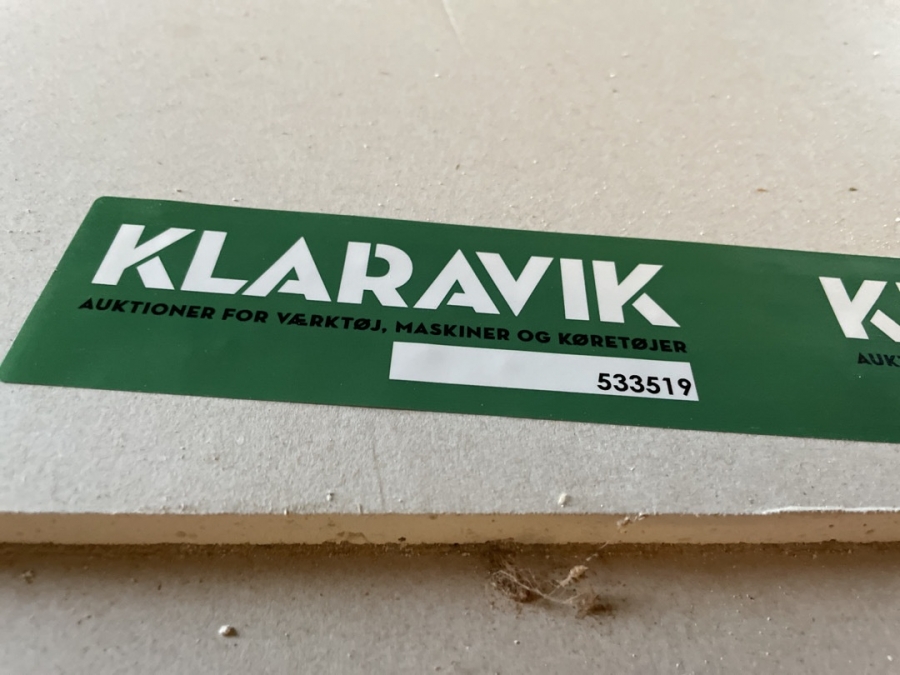 KLARAVIK
AUKTIONER FOR VÆRKTØJ, MASKINER OG KØRETØJER
533519